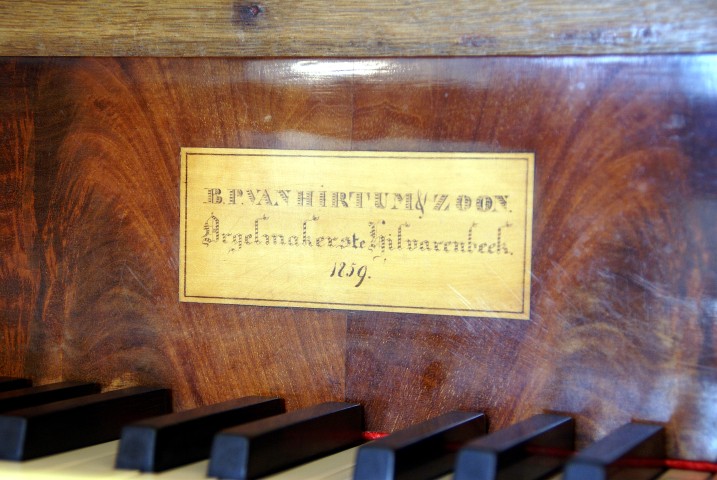 B.P. VAN HIRTUM & ZOON.
Orgelmakers te Hilvarenbeek.
1859.